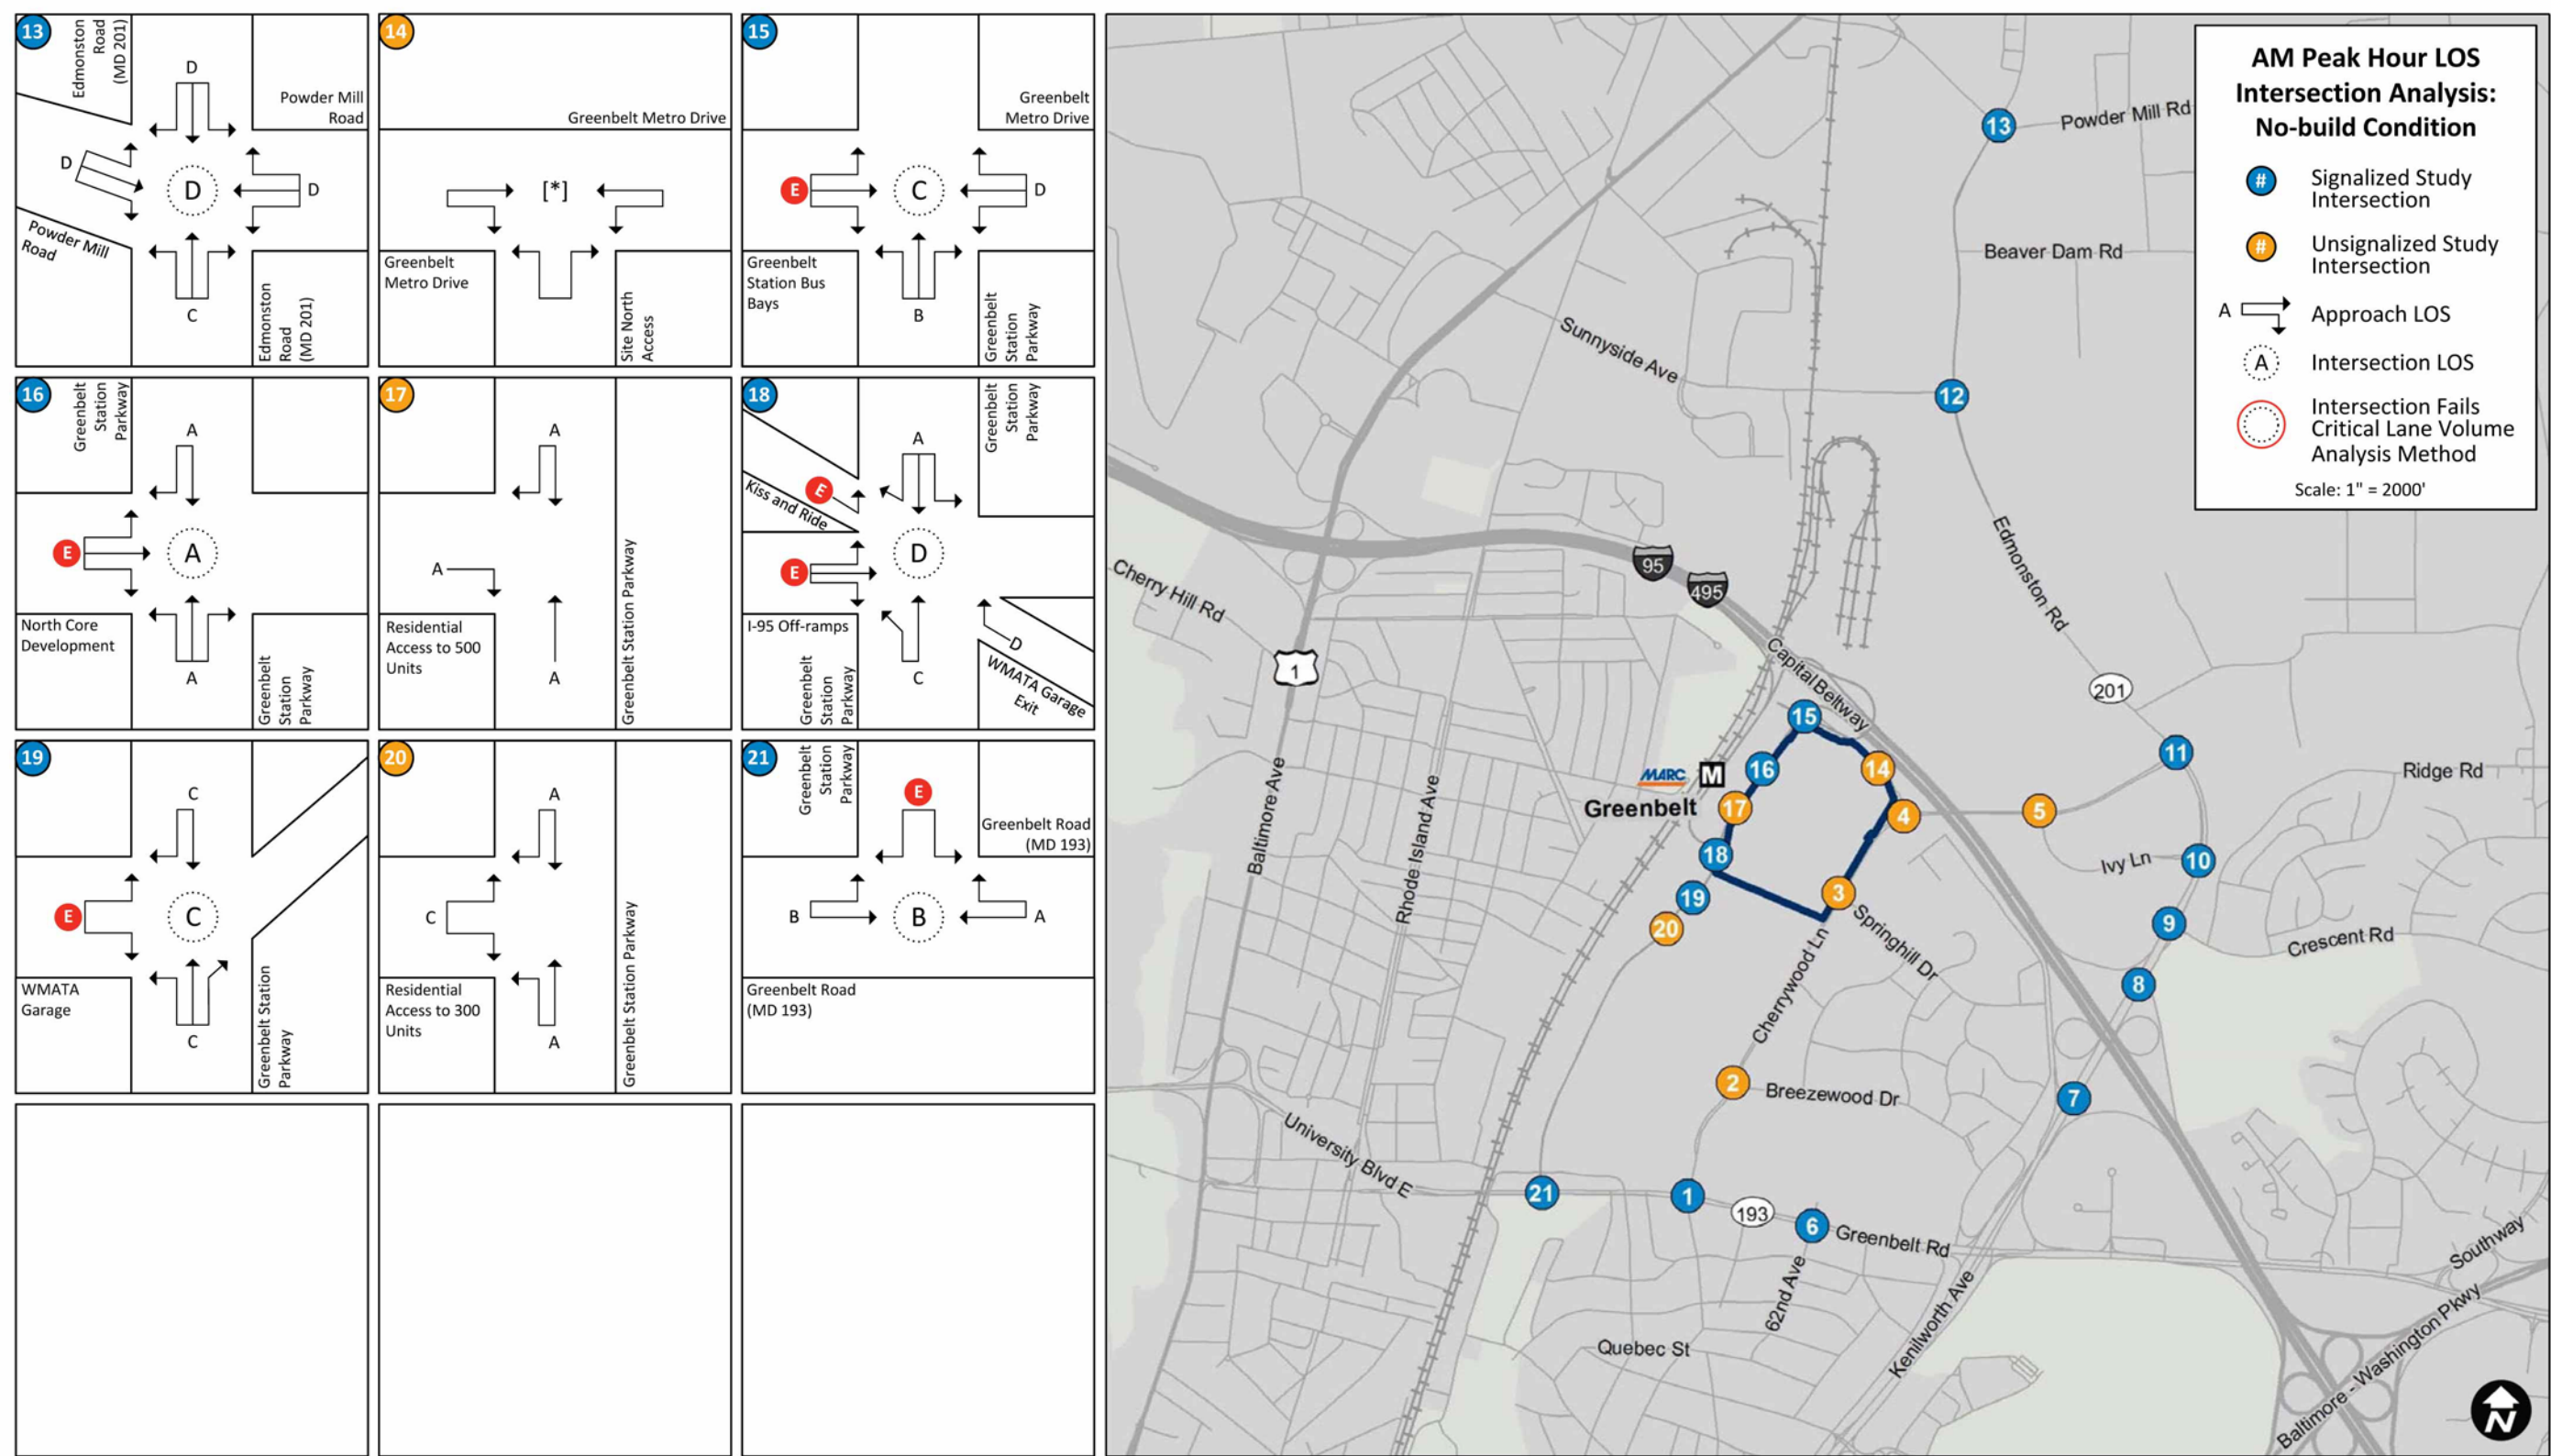 13
Edmonston
Road
(MD 201)
D
Powder Mill
Road
D
D
D
Powder Mill
Road
C
Edmonston
Road
(MD 201)
14
Greenbelt Metro Drive
[*]
Greenbelt
Metro Drive
Site North
Access
15
Greenbelt
Metro Drive
E
C
D
Greenbelt
Station Bus
Bays
B
Greenbelt
Station
Parkway
16
Greenbelt
Station
Parkway
A
E
A
North Core
Development
A
Greenbelt
Station
Parkway
17
A
A
Residential
Access to 500
Units
A
Greenbelt Station Parkway
18
Greenbelt
Station
Parkway
A
E
Kiss and Ride
E
D
I-95 Off-ramps
Greenbelt
Station
Parkway
C
D
WMATA Garage
Exit
19
C
E
C
WMATA
Garage
C
Greenbelt Station
Parkway
20
A
C
Residential
Access to 300
Units
A
Greenbelt Station Parkway
21
Greenbelt
Station
Parkway
E
Greenbelt Road
(MD 193)
B
B
A
Greenbelt Road
(MD 193)
AM Peak Hour LOS
Intersection Analysis:
No-build Condition
# Signalized Study
Intersection
# Unsignalized Study
Intersection
A Approach LOS
A Intersection LOS
Intersection Fails
Critical Lane Volume
Analysis Method
Scale: 1" = 2000'
13
Powder Mill Rd
Beaver Dam Rd
Sunnyside Ave
12
Edmonston Rd
95
495
Cherry Hill Rd
1
Capital Beltway
201
15
11
Ridge Rd
MARC
M
16
14
Greenbelt
17
4
5
Baltimore Ave
Rhode Island Ave
18
Ivy Ln
10
19
3
20
Springhill Dr
9
Crescent Rd
Cherrywood Ln
8
2
Breezewood Dr
7
University Blvd E
21
1
193
6
Greenbelt Rd
Southway
62nd Ave
Kenilworth Ave
Quebec St
Baltimore - Washington Pkwy
N